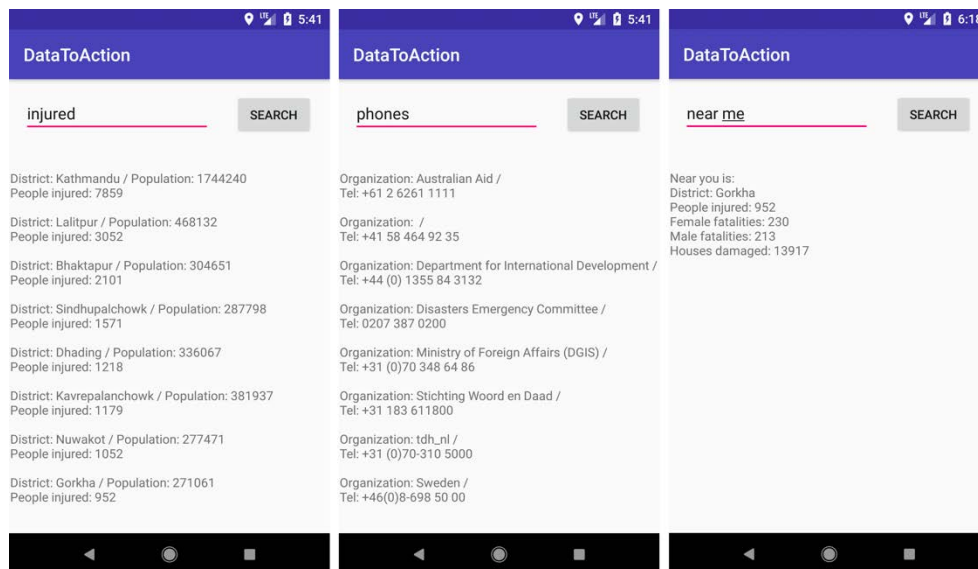 LTE 5:41
DataToAction
injured
SEARCH
District: Kathmandu / Population: 1744240
People injured: 7859
District: Lalitpur / Population: 468132
People injured: 3052
District: Bhaktapur / Population: 304651
People injured: 2101
District: Sindhupalchowk / Population: 287798
People injured: 1571
District: Dhading / Population: 336067
People injured: 1218
District: Kavrepalanchowk / Population: 381937
People injured: 1179
District: Nuwakot / Population: 277471
People injured: 1052
District: Gorkha / Population: 271061
People injured: 952
LTE 5:41
DataToAction
phones
SEARCH
Organization: Australian Aid /
Tel: +61 2 6261 1111
Organization: /
Tel: +41 58 464 92 35
Organization: Department for International Development /
Tel: +44 (0) 1355 84 3132
Organization: Disasters Emergency Committee /
Tel: 0207 387 0200
Organization: Ministry of Foreign Affairs (DGIS) /
Tel: +31 (0)70 348 64 86
Organization: Stichting Woord en Daad /
Tel: +31 183 611800
Organization: tdh_nl /
Tel: +31 (0)70-310 5000
Organization: Sweden /
Tel: +46(0)8-698 50 00
LTE 6:18
DataToAction
near me
SEARCH
Near you is:
District: Gorkha
People injured: 952
Female fatalities: 230
Male fatalities: 213
Houses damaged: 13917